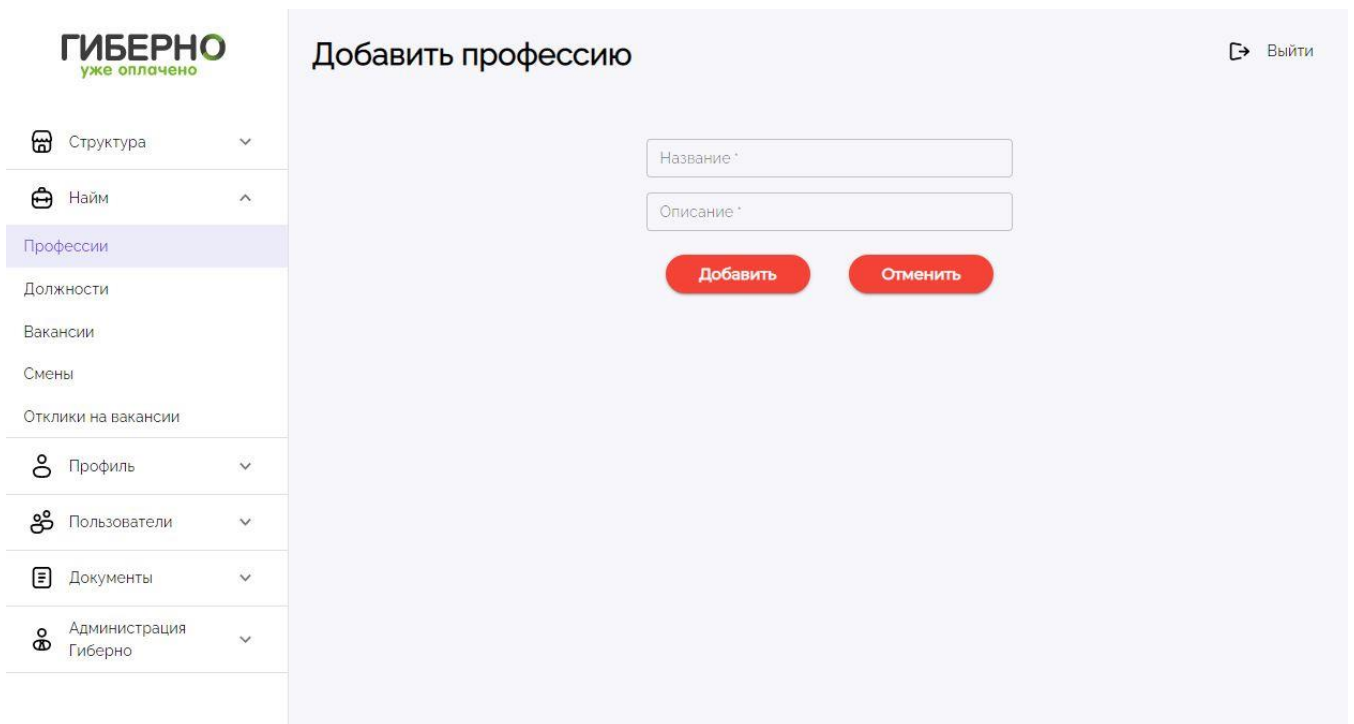 ГИБЕРНО
уже оплачено
Структура
Найм
Профессии
Должности
Вакансии
Смены
Отклики на вакансии
Профиль
Пользователи
Документы
Администрация
Гиберно
Добавить профессию
Выйти
Название *
Описание *
Добавить
Отменить